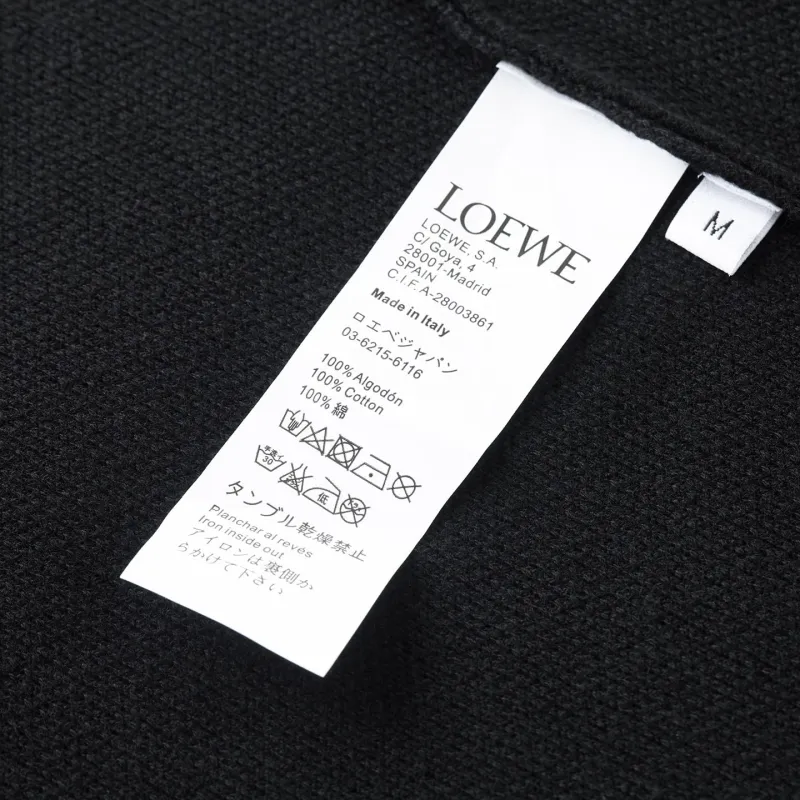 LOEWE
LOEWE, S.A.
C/ Goya, 4
28001-Madrid
SPAIN
C.I.F. A-28003861
Made in Italy
ロエベジャパン
03-6215-6116
100% Algodón
100% Cotton
100% 綿
30
低
タンブル乾燥禁止
Planchar al revés
Iron inside out
アイロンは裏側か
らかけて下さい
M